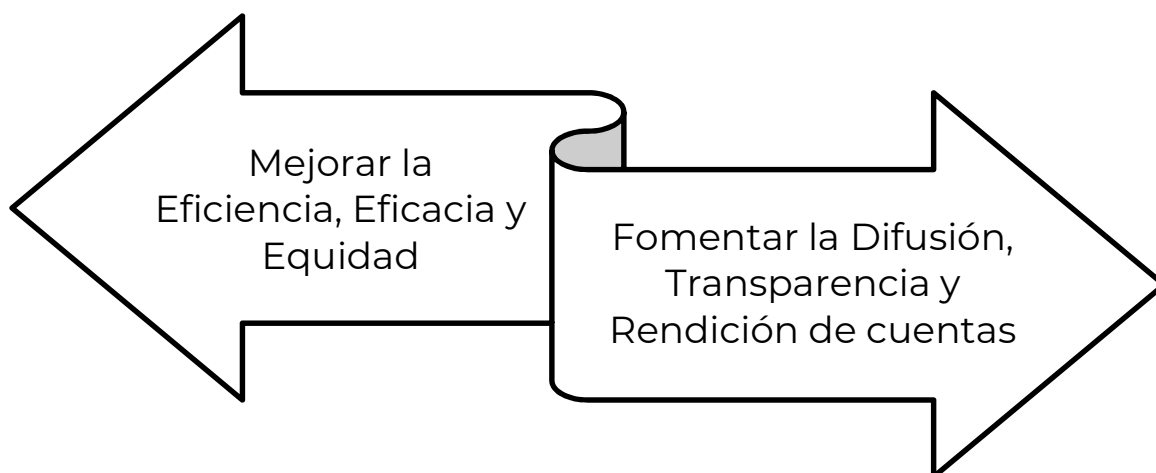 Mejorar la
Eficiencia, Eficacia y
Equidad
Fomentar la Difusión,
Transparencia y
Rendición de cuentas